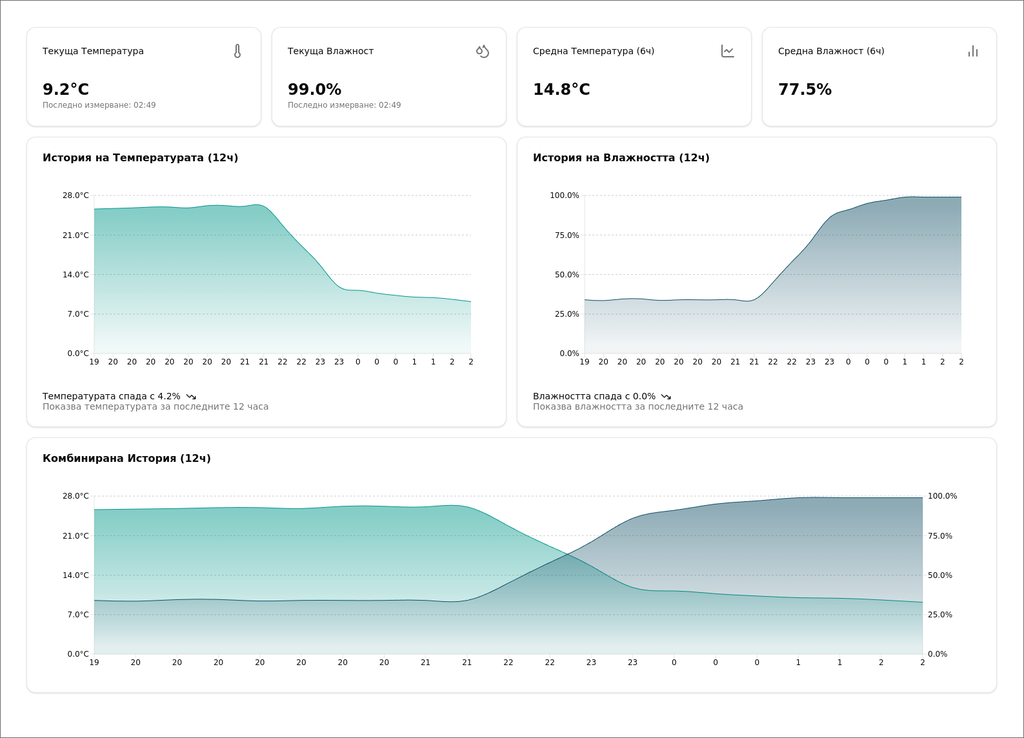 Текуща Температура
9.2°C
Последно измерване: 02:49
Текуща Влажност
99.0%
Последно измерване: 02:49
Средна Температура (6ч)
14.8°C
Средна Влажност (6ч)
77.5%
История на Температурата (12ч)
28.0°C
21.0°C
14.0°C
7.0°C
0.0°C
19 20 20 20 20 20 20 20 21 21 22 22 23 23 0 0 0 1 1 2 2
Температурата спада с 4.2%
Показва температурата за последните 12 часа
История на Влажността (12ч)
100.0%
75.0%
50.0%
25.0%
0.0%
19 20 20 20 20 20 20 20 21 21 22 22 23 23 0 0 0 1 1 2 2
Влажността спада с 0.0%
Показва влажността за последните 12 часа
Комбинирана История (12ч)
28.0°C 100.0%
21.0°C 75.0%
14.0°C 50.0%
7.0°C 25.0%
0.0°C 0.0%
19 20 20 20 20 20 20 20 21 21 22 22 23 23 0 0 0 1 1 2 2